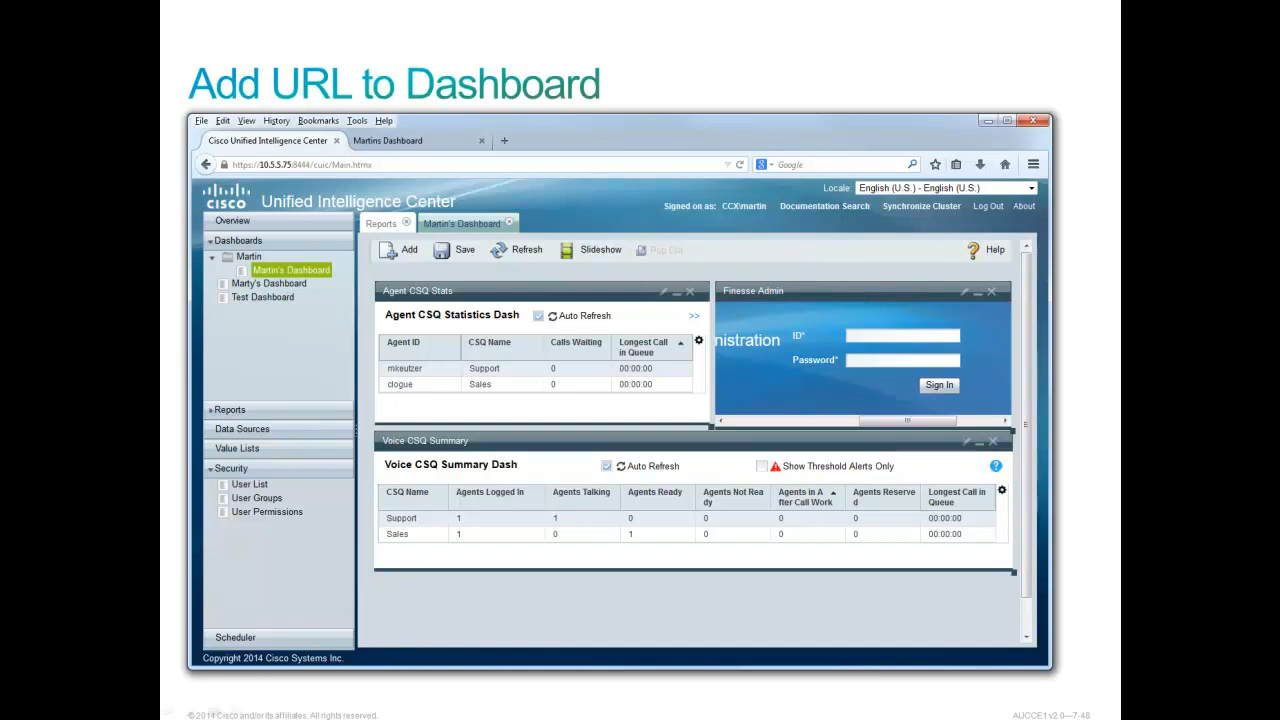 Add URL to Dashboard
File Edit View History Bookmarks Tools Help
Cisco Unified Intelligence Center Martins Dashboard
https://10.5.5.75:8444/cuic/Main.htmx Google
Locale: English (U.S.) - English (U.S.)
CISCO Unified Intelligence Center
Signed on as: CCX\martin Documentation Search Synchronize Cluster Log Out About
Overview
Dashboards
Martin
Martin's Dashboard
Marty's Dashboard
Test Dashboard
Reports
Data Sources
Value Lists
Security
User List
User Groups
User Permissions
Scheduler
Reports Martin's Dashboard
Add Save Refresh Slideshow Pop Out Help
Agent CSQ Stats
Agent CSQ Statistics Dash Auto Refresh >>
Agent ID CSQ Name Calls Waiting Longest Call in Queue
mkeutzer Support 0 00:00:00
clogue Sales 0 00:00:00
Finesse Admin
nistration
ID*
Password*
Sign In
Voice CSQ Summary
Voice CSQ Summary Dash Auto Refresh Show Threshold Alerts Only
CSQ Name Agents Logged In Agents Talking Agents Ready Agents Not Rea dy Agents in A fter Call Work Agents Reserve d Longest Call in Queue
Support 1 1 0 0 0 0 00:00:00
Sales 1 0 1 0 0 0 00:00:00
Copyright 2014 Cisco Systems Inc.
© 2014 Cisco and/or its affiliates. All rights reserved. AUCCE1 v2.0—7-48